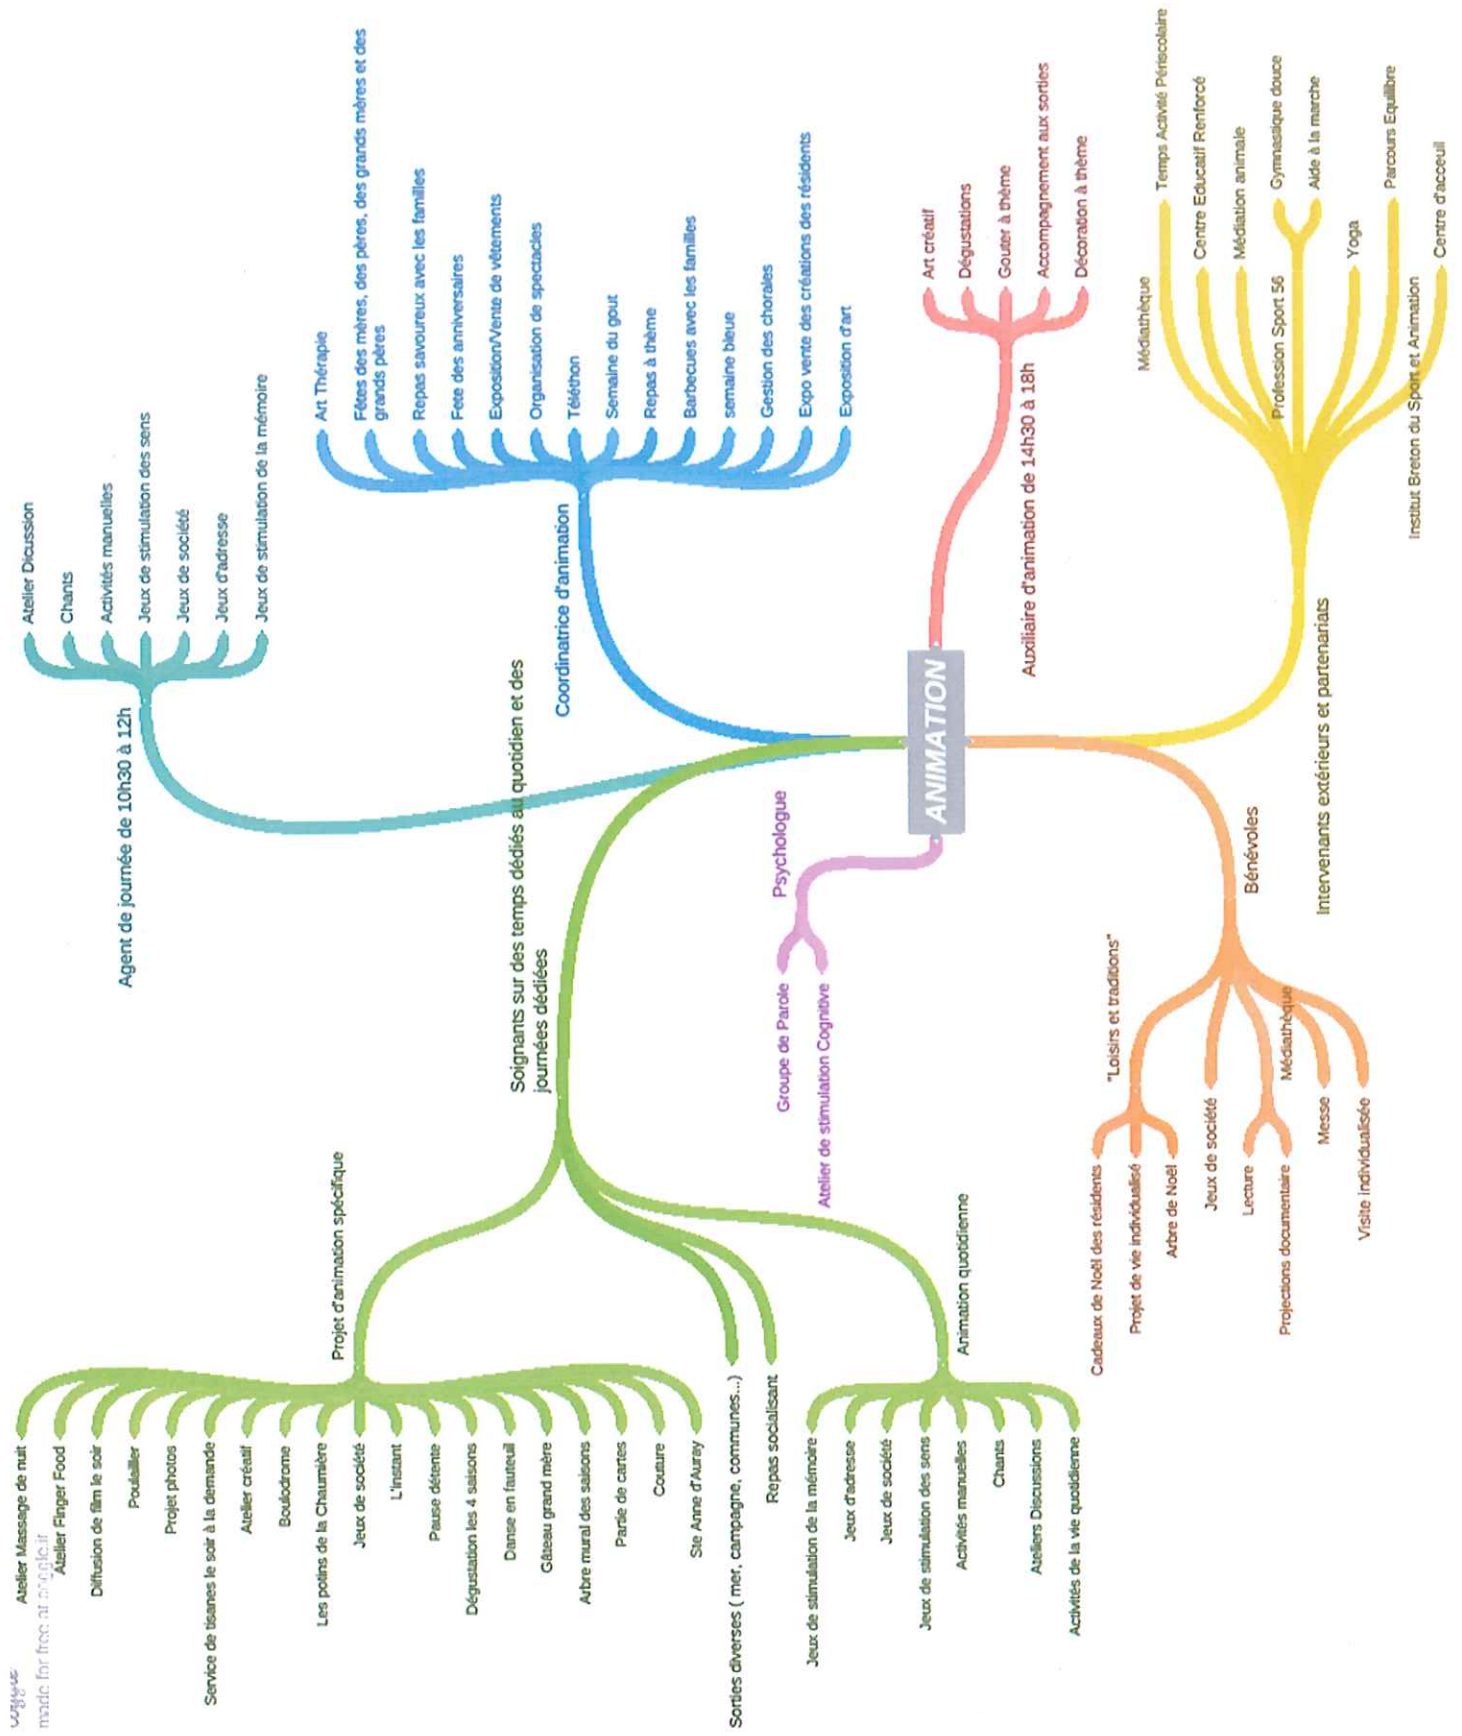 made for free at coggle.it
ANIMATION
Agent de journée de 10h30 à 12h
Atelier Dicussion
Chants
Activités manuelles
Jeux de stimulation des sens
Jeux de société
Jeux d'adresse
Jeux de stimulation de la mémoire
Coordinatrice d'animation
Art Thérapie
Fêtes des mères, des pères, des grands mères et des
grands pères
Repas savoureux avec les familles
Fete des anniversaires
Exposition/Vente de vêtements
Organisation de spectacles
Téléthon
Semaine du gout
Repas à thème
Barbecues avec les familles
semaine bleue
Gestion des chorales
Expo vente des créations des résidents
Exposition d'art
Auxiliaire d'animation de 14h30 à 18h
Art créatif
Dégustations
Gouter à thème
Accompagnement aux sorties
Décoration à thème
Intervenants extérieurs et partenariats
Médiathèque
Temps Activité Périscolaire
Centre Educatif Renforcé
Médiation animale
Profession Sport 56
Gymnastique douce
Aide à la marche
Yoga
Parcours Equilibre
Institut Breton du Sport et Animation
Centre d'acceuil
Soignants sur des temps dédiés au quotidien et des
journées dédiées
Projet d'animation spécifique
Atelier Massage de nuit
Atelier Finger Food
Diffusion de film le soir
Poulailler
Projet photos
Service de tisanes le soir à la demande
Atelier créatif
Boulodrome
Les potins de la Chaumière
Jeux de société
L'instant
Pause détente
Dégustation les 4 saisons
Danse en fauteuil
Gâteau grand mère
Arbre mural des saisons
Partie de cartes
Couture
Ste Anne d'Auray
Sorties diverses ( mer, campagne, communes...)
Repas socialisant
Animation quotidienne
Jeux de stimulation de la mémoire
Jeux d'adresse
Jeux de société
Jeux de stimulation des sens
Activités manuelles
Chants
Ateliers Discussions
Activités de la vie quotidienne
Psychologue
Groupe de Parole
Atelier de stimulation Cognitive
Bénévoles
"Loisirs et traditions"
Cadeaux de Noël des résidents
Projet de vie individualisé
Arbre de Noël
Jeux de société
Médiathèque
Lecture
Projections documentaire
Messe
Visite individualisée